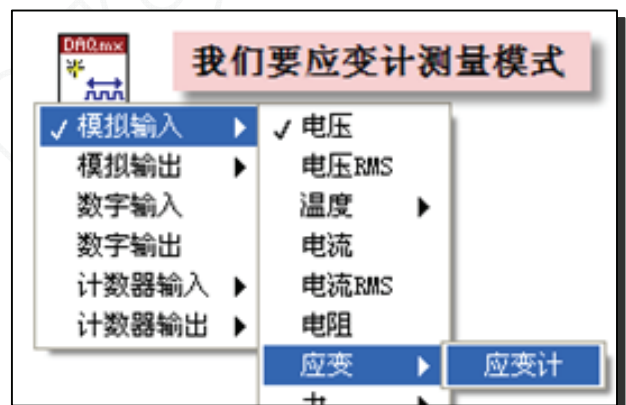 DAQmx
我们要应变计测量模式
✓模拟输入
模拟输出
数字输入
数字输出
计数器输入
计数器输出
✓电压
电压RMS
温度
电流
电流RMS
电阻
应变
应变计